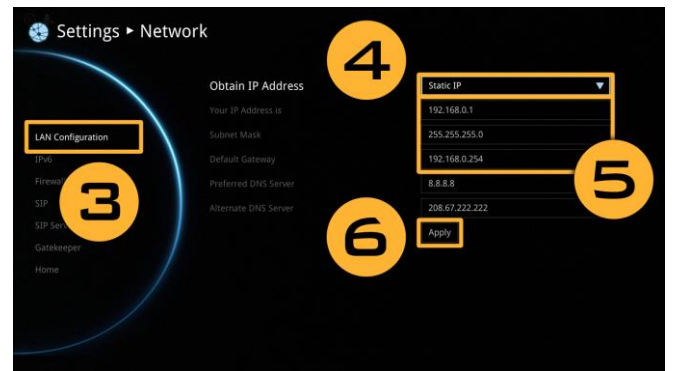 Settings ▸ Network
4
Obtain IP Address Static IP
Your IP Address is 192.168.0.1
LAN Configuration
Subnet Mask 255.255.255.0
IPv6
Default Gateway 192.168.0.254
3
5
Preferred DNS Server 8.8.8.8
SIP
Alternate DNS Server 208.67.222.222
6
Apply
Gatekeeper
Home